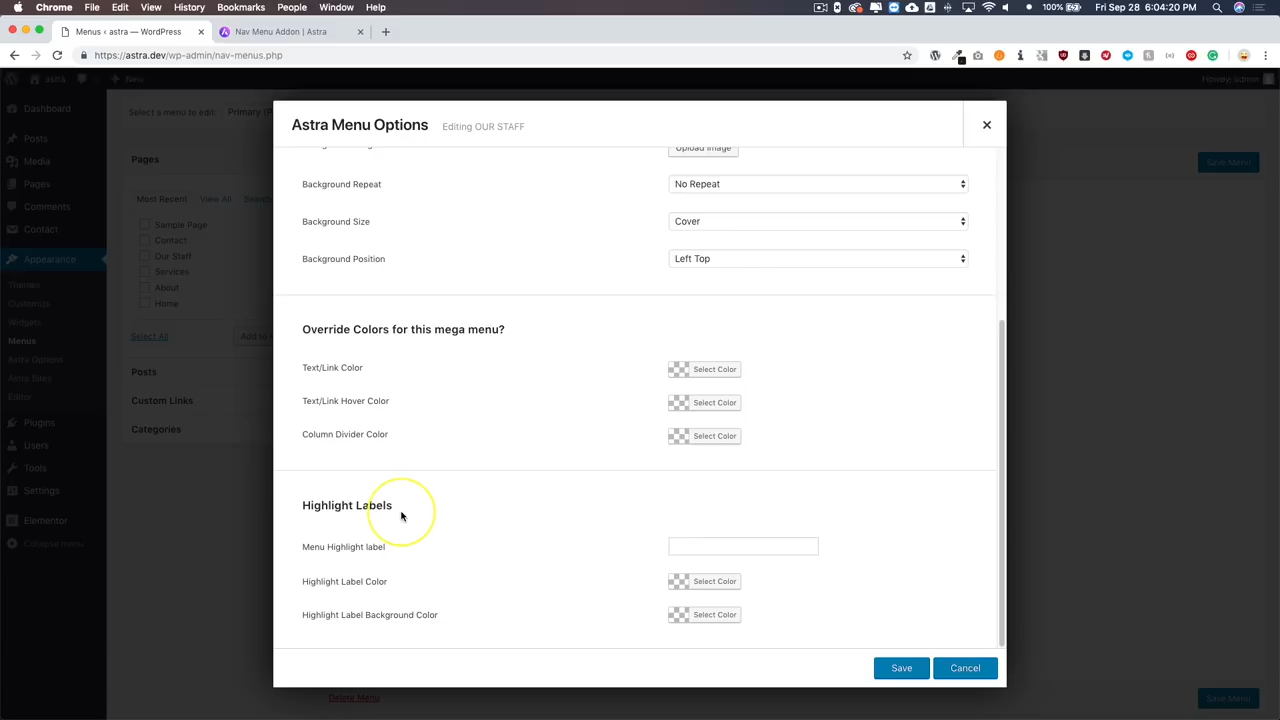 Chrome File Edit View History Bookmarks People Window Help 100% Fri Sep 28 6:04:20 PM
Menus ‹ astra — WordPress
Nav Menu Addon | Astra
https://astra.dev/wp-admin/nav-menus.php
astra New Howdy, admin
Dashboard
Posts
Media
Pages
Comments
Contact
Appearance
Themes
Customize
Widgets
Menus
Astra Options
Astra Sites
Editor
Plugins
Users
Tools
Settings
Elementor
Collapse menu
Select a menu to edit: Primary
Pages
Save Menu
Most Recent View All Search
Sample Page
Contact
Our Staff
Services
About
Home
Select All Add to
Posts
Custom Links
Categories
Astra Menu Options Editing OUR STAFF
Upload Image
Background Repeat No Repeat
Background Size Cover
Background Position Left Top
Override Colors for this mega menu?
Text/Link Color Select Color
Text/Link Hover Color Select Color
Column Divider Color Select Color
Highlight Labels
Menu Highlight label
Highlight Label Color Select Color
Highlight Label Background Color Select Color
Save Cancel
Delete Menu
Save Menu